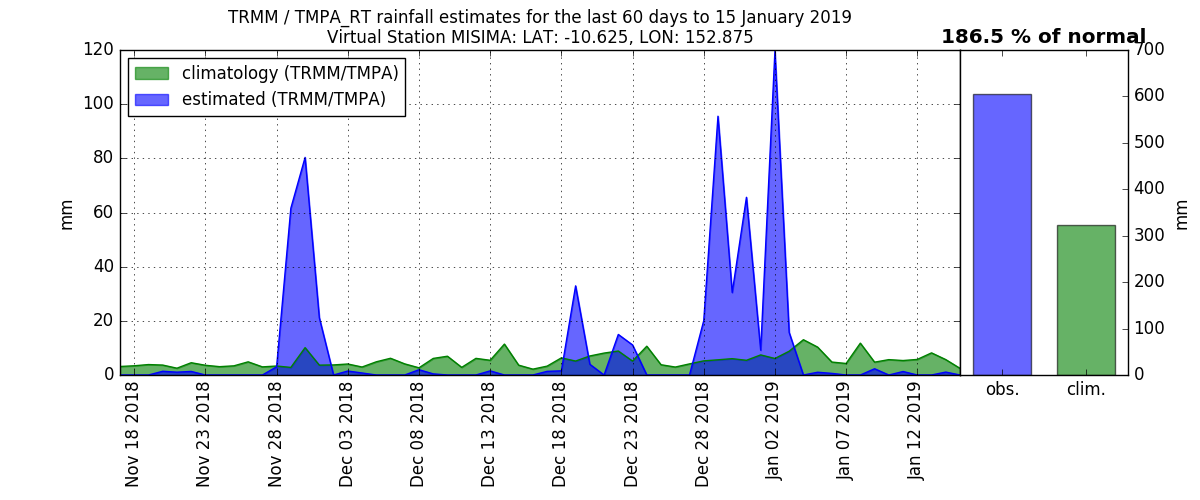 TRMM / TMPA_RT rainfall estimates for the last 60 days to 15 January 2019
Virtual Station MISIMA: LAT: -10.625, LON: 152.875
186.5 % of normal
climatology (TRMM/TMPA)
estimated (TRMM/TMPA)
mm
120
100
80
60
40
20
0
Nov 18 2018
Nov 23 2018
Nov 28 2018
Dec 03 2018
Dec 08 2018
Dec 13 2018
Dec 18 2018
Dec 23 2018
Dec 28 2018
Jan 02 2019
Jan 07 2019
Jan 12 2019
obs.
clim.
700
600
500
400
300
200
100
0
mm